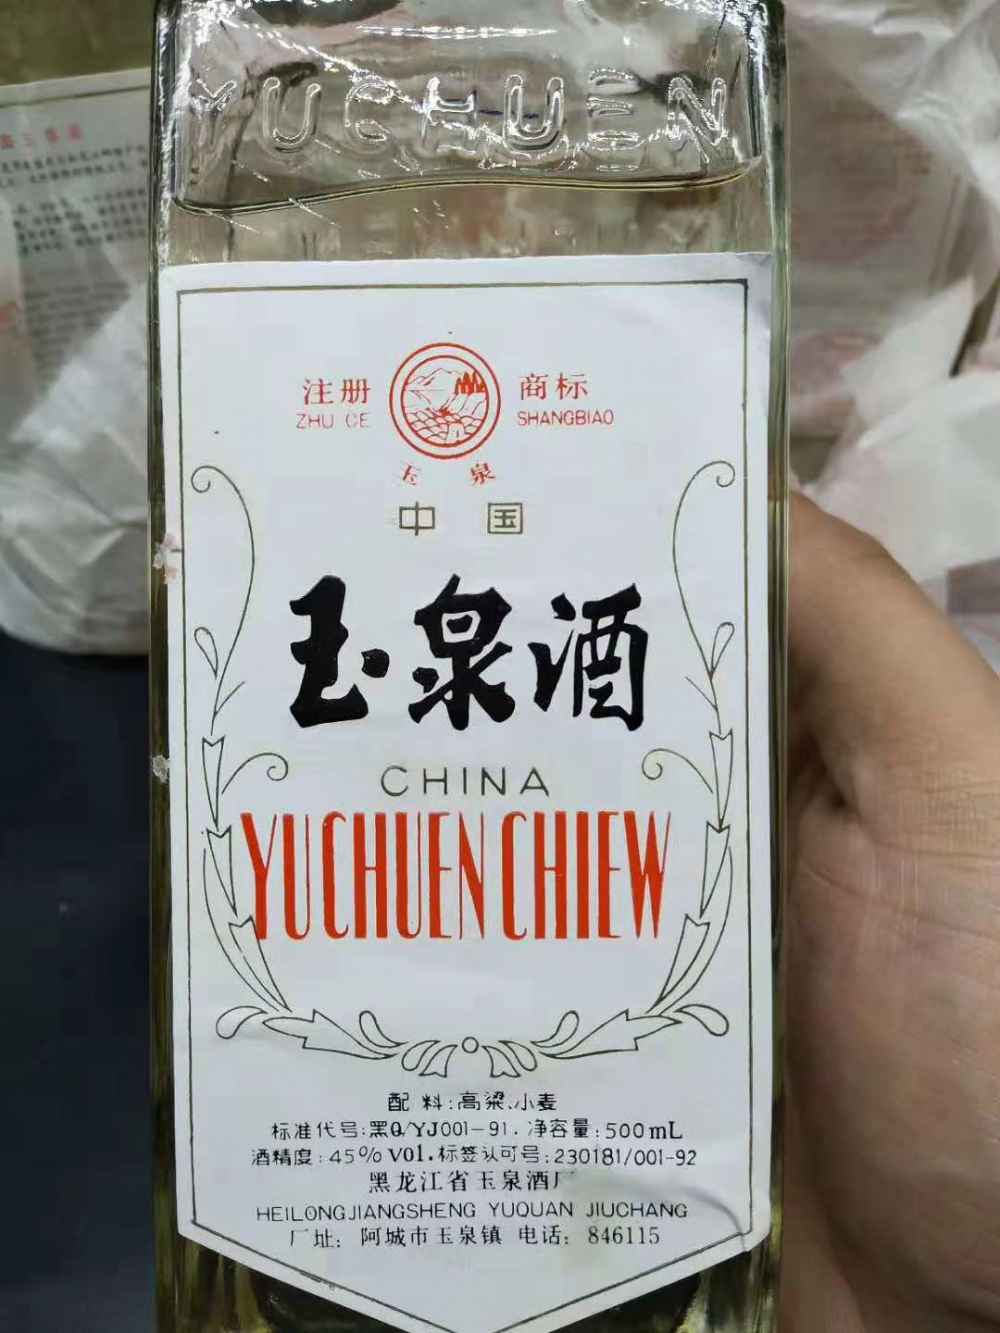 YUCHUEN
注册 商标
ZHU CE SHANGBIAO
玉泉
中国
玉泉酒
CHINA
YUCHUEN CHIEW
配料:高粱、小麦
标准代号:黑Q/YJ001-91. 净容量:500mL
酒精度:45% vol. 标签认可号:230181/001-92
黑龙江省玉泉酒厂
HEILONGJIANGSHENG YUQUAN JIUCHANG
厂址: 阿城市玉泉镇 电话: 846115